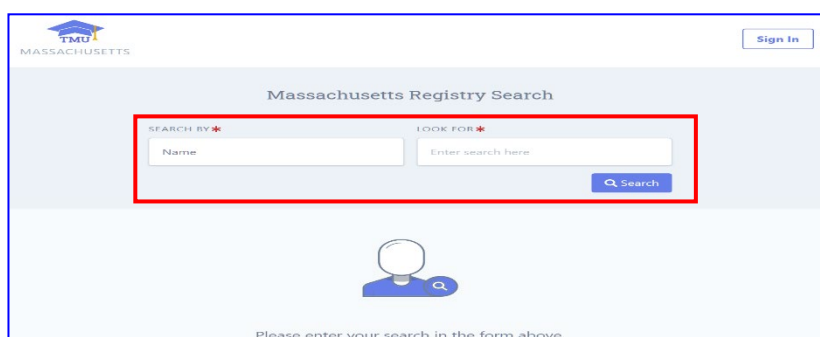 TMU
MASSACHUSETTS
Sign In
Massachusetts Registry Search
SEARCH BY*
LOOK FOR*
Name
Enter search here
Search
Please enter your search in the form above